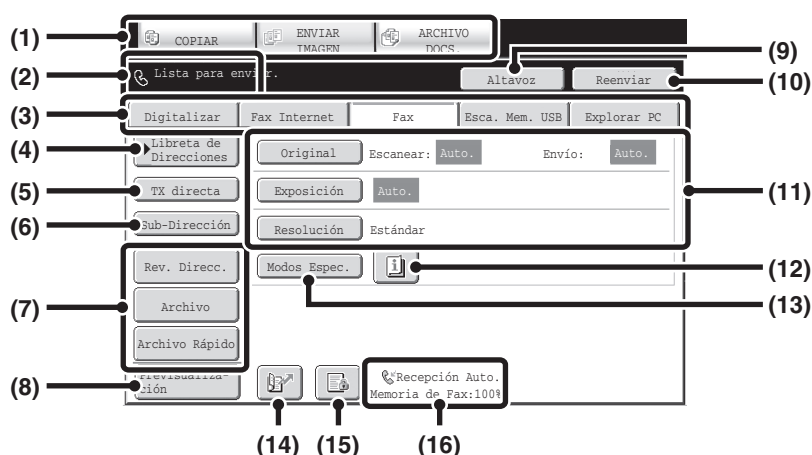 (1)
COPIAR
ENVIAR
IMAGEN
ARCHIVO
DOCS.
(2)
Lista para enviar.
(9)
Altavoz
Reenviar
(10)
(3)
Digitalizar
Fax Internet
Fax
Esca. Mem. USB
Explorar PC
(4)
Libreta de
Direcciones
Original
Escanear:
Auto.
Envío:
Auto.
(5)
TX directa
Exposición
Auto.
(11)
(6)
Sub-Dirección
Resolución
Estándar
(7)
Rev. Direcc.
Modos Espec.
(12)
(13)
Archivo
Archivo Rápido
(8)
Previsualiza-
ción
Recepción Auto.
Memoria de Fax:100%
(14)
(15)
(16)